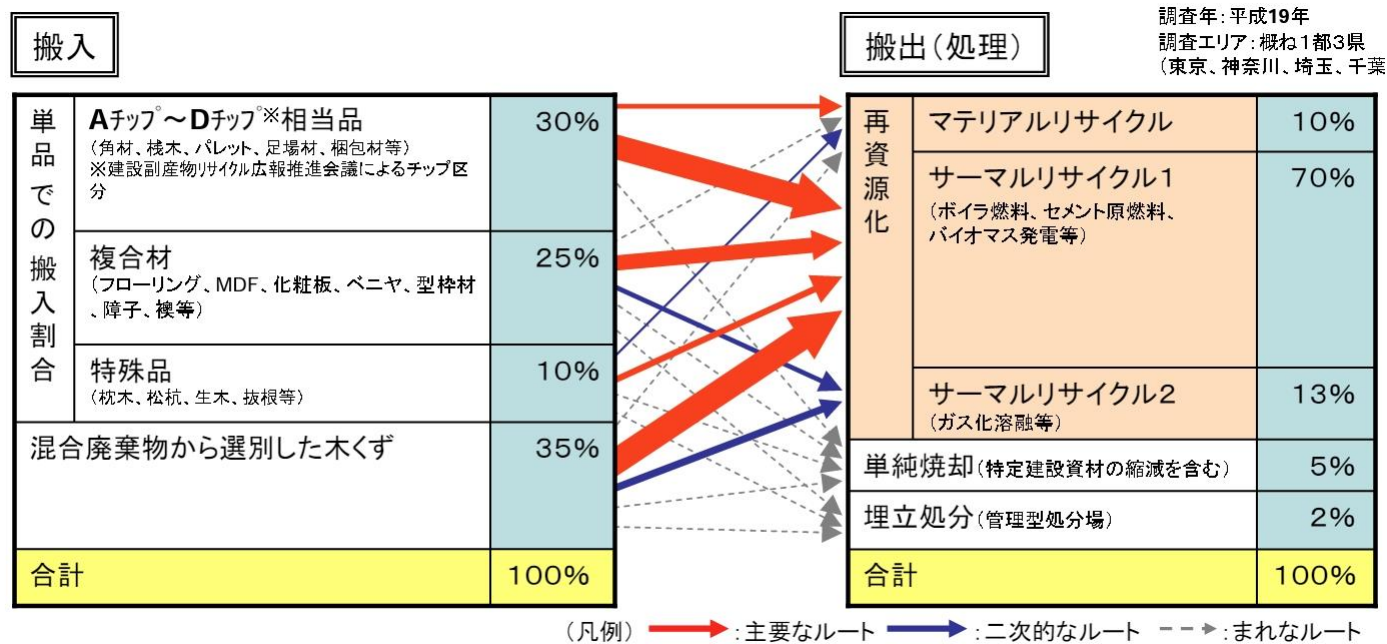 搬入
搬出(処理)
調査年:平成19年
調査エリア:概ね1都3県
(東京、神奈川、埼玉、千葉
単品での搬入割合
Aチップ~Dチップ※相当品
(角材、桟木、パレット、足場材、梱包材等)
※建設副産物リサイクル広報推進会議によるチップ区
分
30%
複合材
(フローリング、MDF、化粧板、ベニヤ、型枠材
、障子、襖等)
25%
特殊品
(枕木、松杭、生木、抜根等)
10%
混合廃棄物から選別した木くず
35%
合計
100%
再資源化
マテリアルリサイクル
10%
サーマルリサイクル1
(ボイラ燃料、セメント原燃料、
バイオマス発電等)
70%
サーマルリサイクル2
(ガス化溶融等)
13%
単純焼却(特定建設資材の縮減を含む)
5%
埋立処分(管理型処分場)
2%
合計
100%
(凡例) :主要なルート :二次的なルート :まれなルート